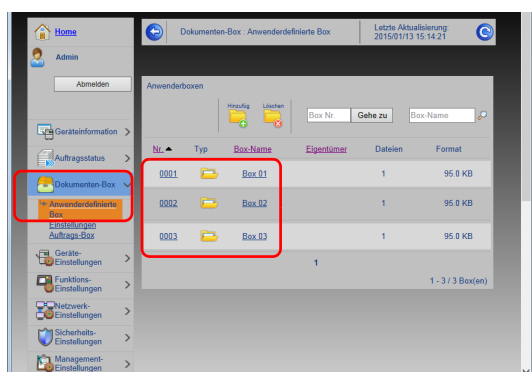 Home
Dokumenten-Box : Anwenderdefinierte Box
Letzte Aktualisierung:
2015/01/13 15:14:21
Admin
Abmelden
Anwenderboxen
Hinzufüg Löschen
Box Nr. Gehe zu Box-Name
Geräteinformation
Auftragsstatus
Dokumenten-Box
Anwenderdefinierte
Box
Einstellungen
Auftrags-Box
Geräte-
Einstellungen
Funktions-
Einstellungen
Netzwerk-
Einstellungen
Sicherheits-
Einstellungen
Management-
Einstellungen
Nr. Typ Box-Name Eigentümer Dateien Format
0001 Box 01 1 95.0 KB
0002 Box 02 1 95.0 KB
0003 Box 03 1 95.0 KB
1
1 - 3 / 3 Box(en)